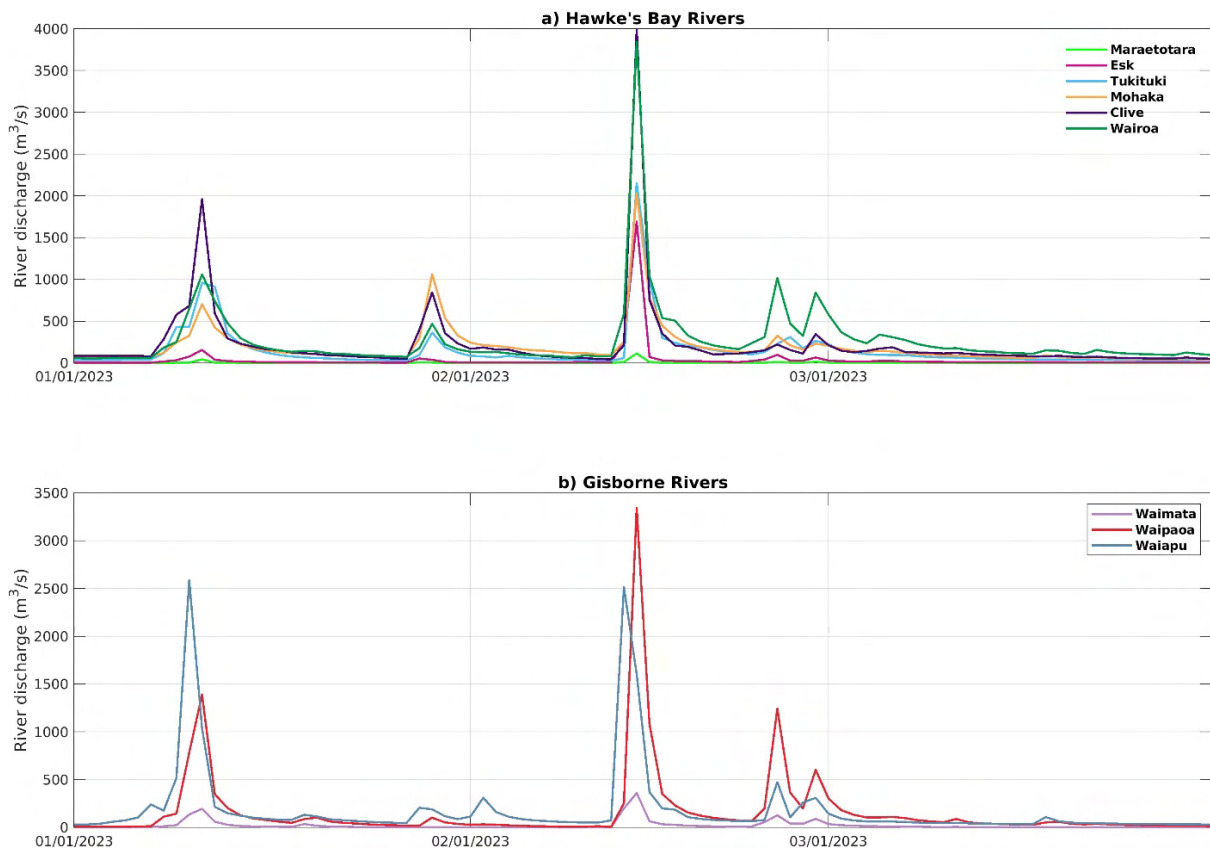 a) Hawke's Bay Rivers
4000
3500
3000
2500
2000
1500
1000
500
0
River discharge (m³/s)
01/01/2023
02/01/2023
03/01/2023
Maraetotara
Esk
Tukituki
Mohaka
Clive
Wairoa
b) Gisborne Rivers
3500
3000
2500
2000
1500
1000
500
0
River discharge (m³/s)
01/01/2023
02/01/2023
03/01/2023
Waimata
Waipaoa
Waiapu